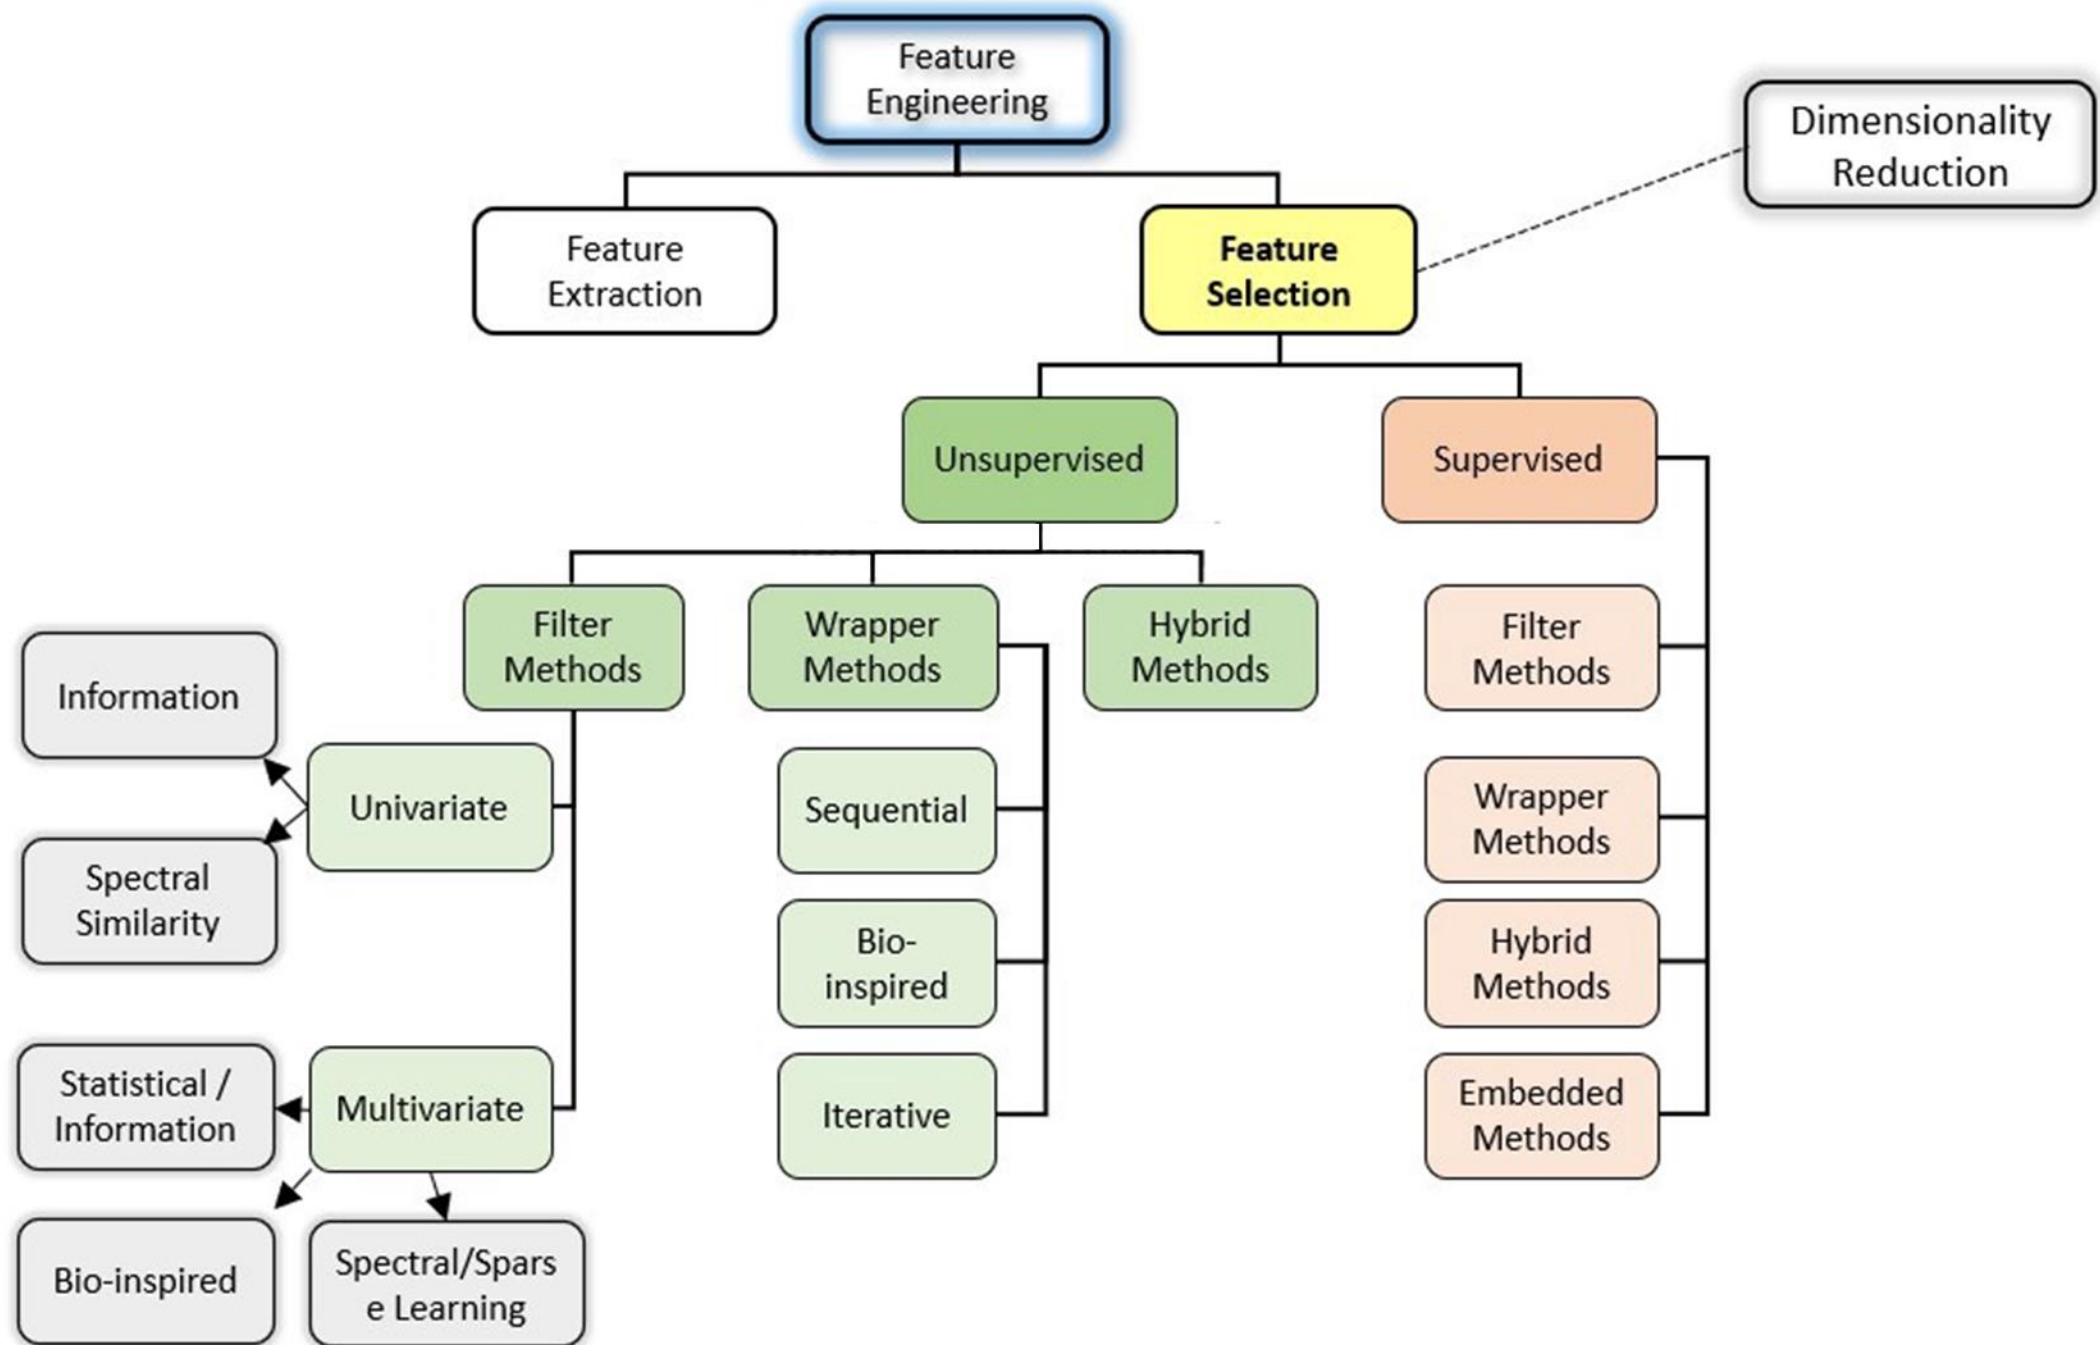 Feature
Engineering
Dimensionality
Reduction
Feature
Extraction
Feature
Selection
Unsupervised
Supervised
Filter
Methods
Wrapper
Methods
Hybrid
Methods
Filter
Methods
Information
Univariate
Sequential
Wrapper
Methods
Spectral
Similarity
Bio-
inspired
Hybrid
Methods
Statistical /
Information
Multivariate
Iterative
Embedded
Methods
Bio-inspired
Spectral/Spars
e Learning